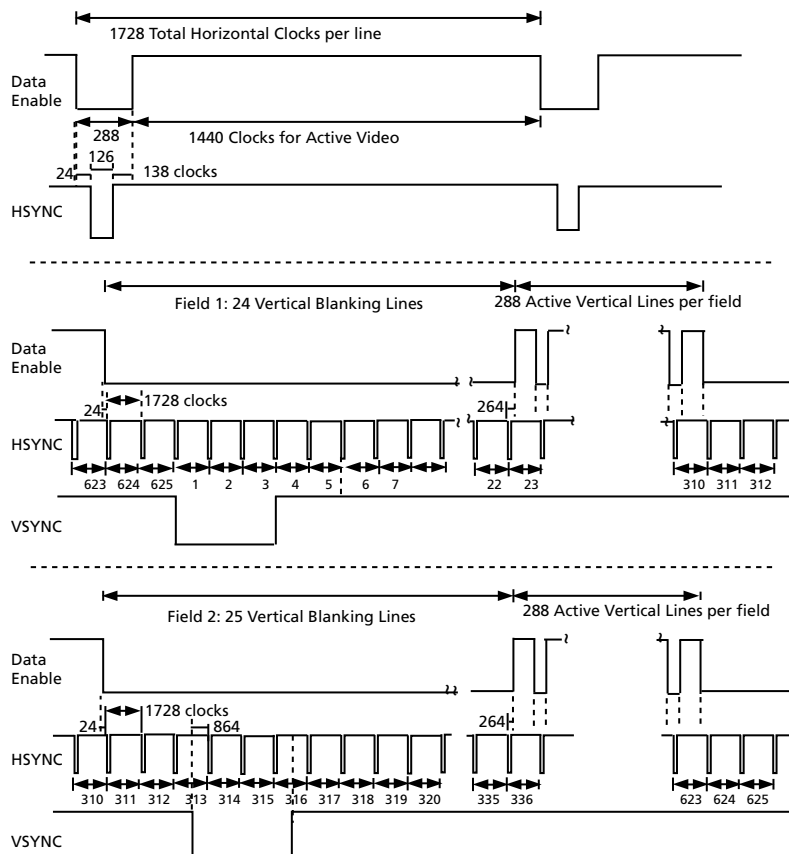 1728 Total Horizontal Clocks per line
Data
Enable
288
1440 Clocks for Active Video
126
24
138 clocks
HSYNC
Field 1: 24 Vertical Blanking Lines
288 Active Vertical Lines per field
Data
Enable
1728 clocks
24
264
HSYNC
623 624 625 1 2 3 4 5 6 7 22 23 310 311 312
VSYNC
Field 2: 25 Vertical Blanking Lines
288 Active Vertical Lines per field
Data
Enable
1728 clocks
24
864
264
HSYNC
310 311 312 313 314 315 316 317 318 319 320 335 336 623 624 625
VSYNC